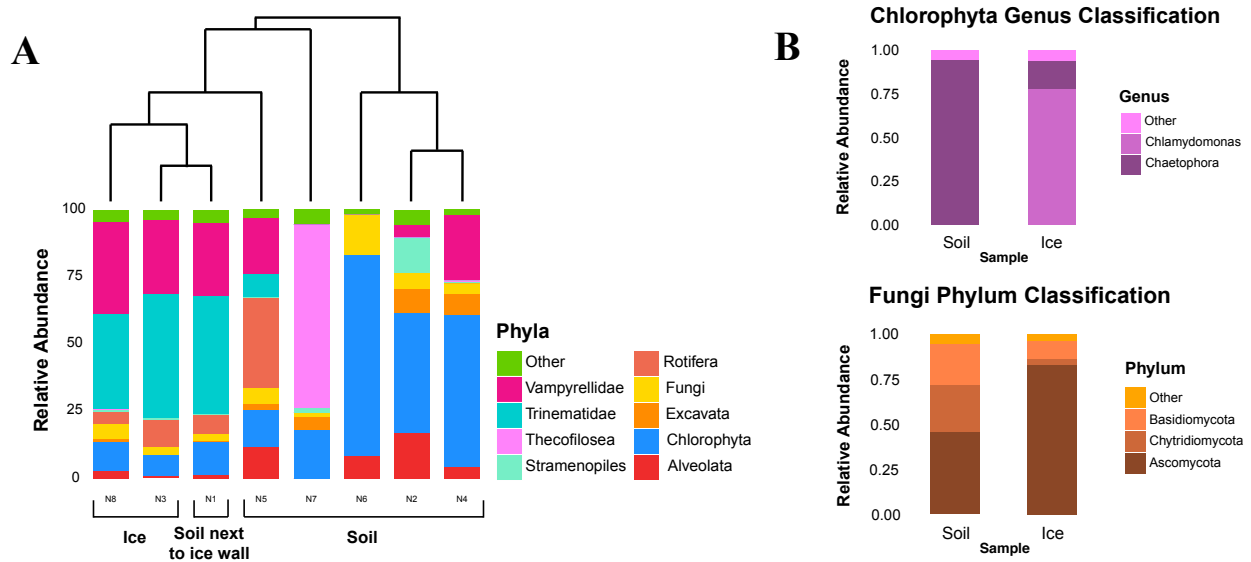 A
100
75
50
25
0
Relative Abundance
N8 N3 N1 N5 N7 N6 N2 N4
Ice
Soil next
to ice wall
Soil
Phyla
Other
Vampyrellidae
Trinematidae
Thecofilosea
Stramenopiles
Rotifera
Fungi
Excavata
Chlorophyta
Alveolata
B
Chlorophyta Genus Classification
1.00
0.75
0.50
0.25
0.00
Relative Abundance
Soil Ice
Sample
Genus
Other
Chlamydomonas
Chaetophora
Fungi Phylum Classification
1.00
0.75
0.50
0.25
0.00
Relative Abundance
Soil Ice
Sample
Phylum
Other
Basidiomycota
Chytridiomycota
Ascomycota